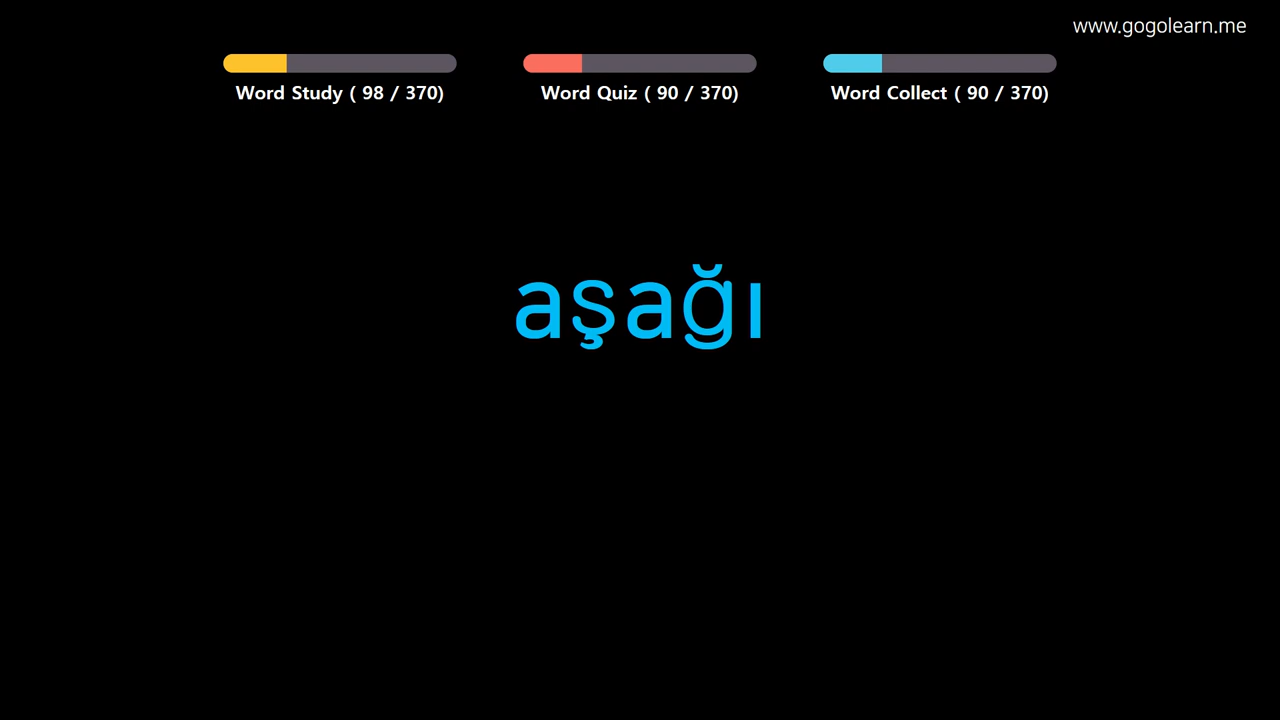 www.gogolearn.me
Word Study ( 98 / 370)
Word Quiz ( 90 / 370)
Word Collect ( 90 / 370)
aşağı